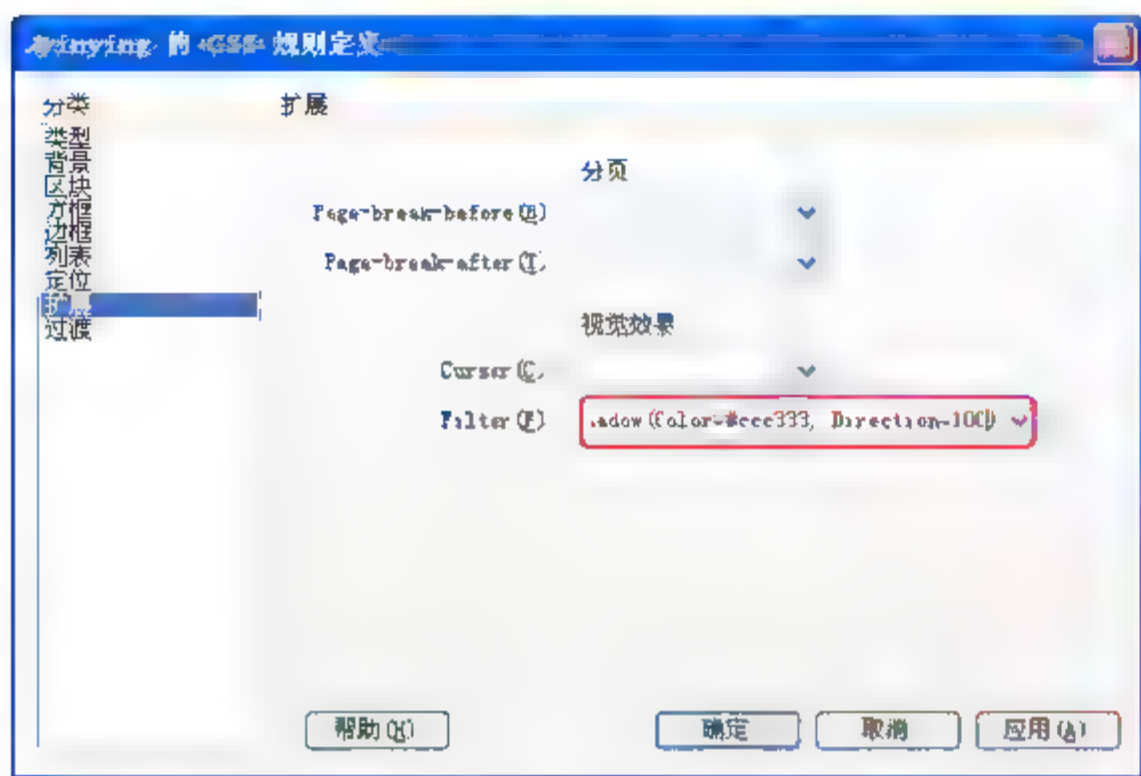 .yinying 的 CSS 规则定义
分类
类型
背景
区块
方框
边框
列表
定位
扩展
过渡
扩展
分页
Page-break-before(B)
Page-break-after(T)
视觉效果
Cursor(C)
Filter(F) .adow(Color=#ccc333, Direction=100)
帮助(H) 确定 取消 应用(A)